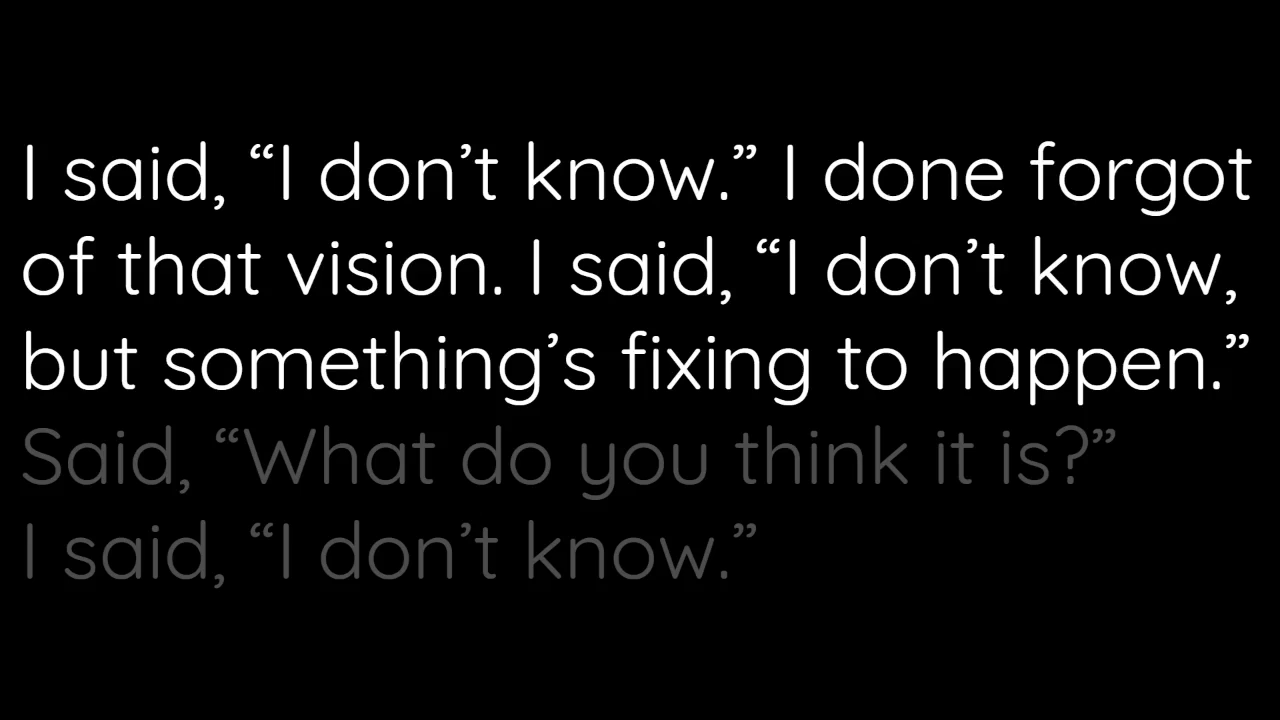 I said, “I don’t know.” I done forgot
of that vision. I said, “I don’t know,
but something’s fixing to happen.”
Said, “What do you think it is?”
I said, “I don’t know.”